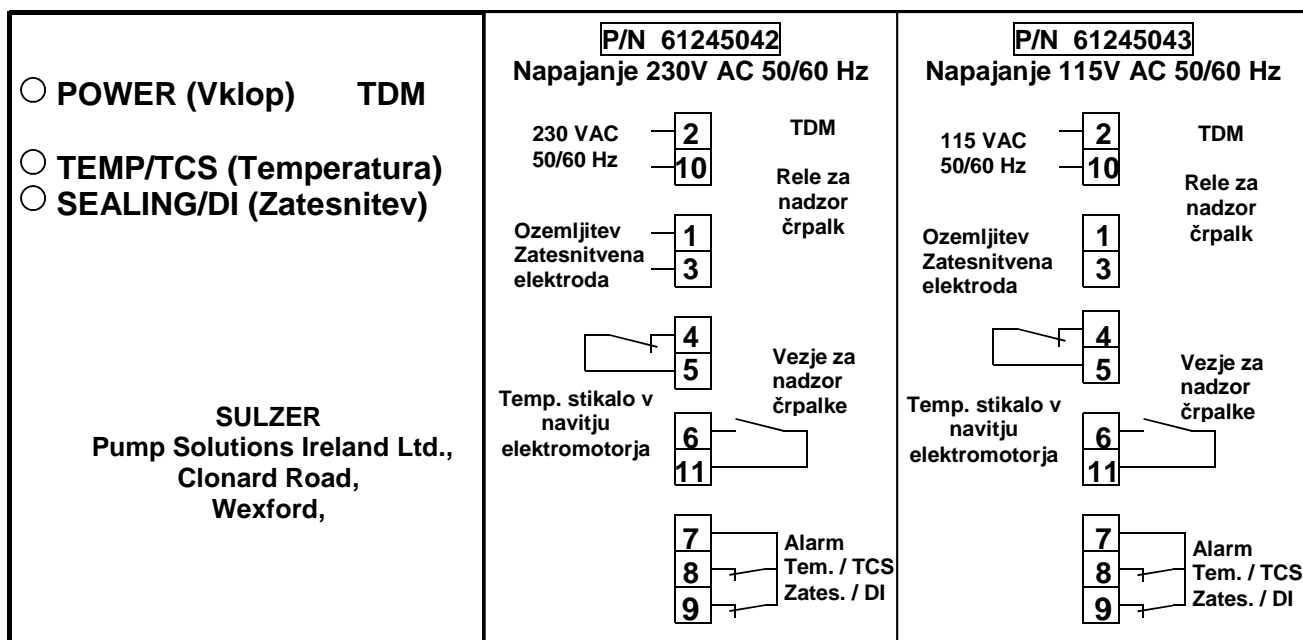 POWER (Vklop) TDM
TEMP/TCS (Temperatura)
SEALING/DI (Zatesnitev)
SULZER
Pump Solutions Ireland Ltd.,
Clonard Road,
Wexford,
P/N 61245042
Napajanje 230V AC 50/60 Hz
230 VAC
50/60 Hz
2
10
TDM
Rele za
nadzor
črpalk
Ozemljitev
Zatesnitvena
elektroda
1
3
4
5
Vezje za
nadzor
črpalke
Temp. stikalo v
navitju
elektromotorja
6
11
7
8
9
Alarm
Tem. / TCS
Zates. / DI
P/N 61245043
Napajanje 115V AC 50/60 Hz
115 VAC
50/60 Hz
2
10
TDM
Rele za
nadzor
črpalk
Ozemljitev
Zatesnitvena
elektroda
1
3
4
5
Vezje za
nadzor
črpalke
Temp. stikalo v
navitju
elektromotorja
6
11
7
8
9
Alarm
Tem. / TCS
Zates. / DI